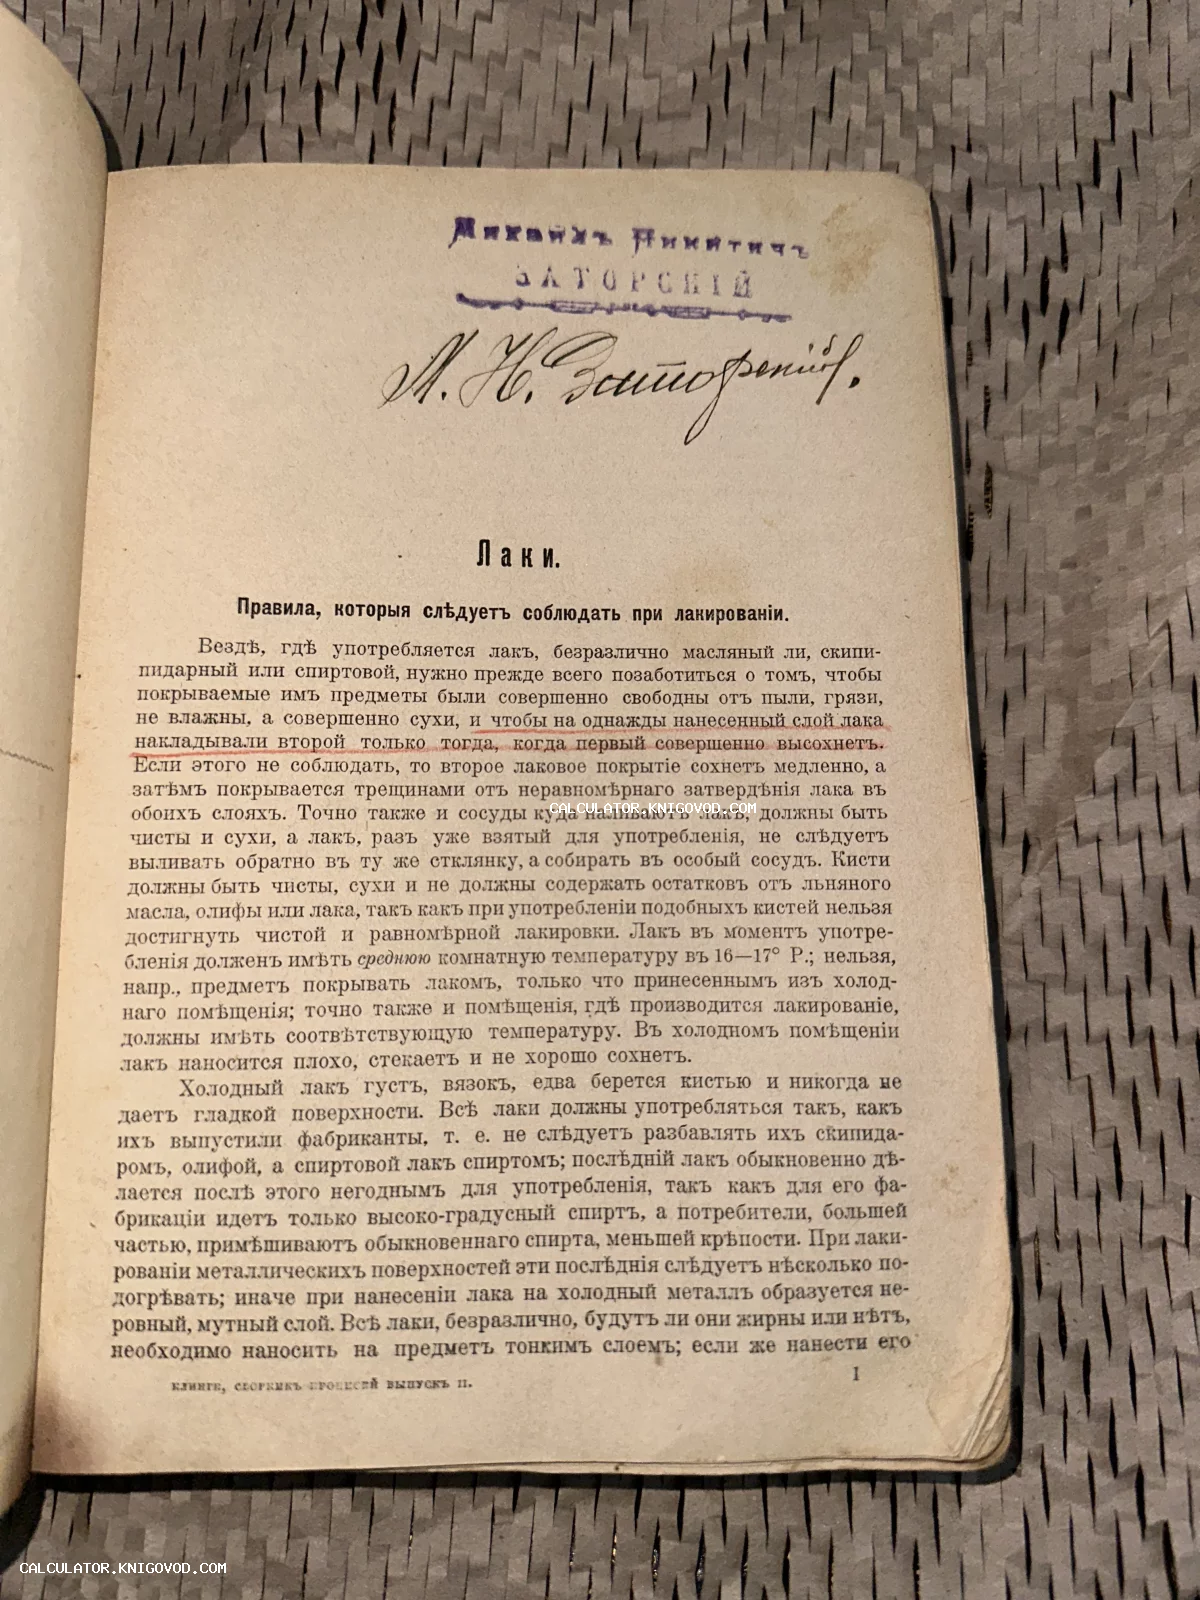 Михаилъ Никитичъ
ЗАТОРСКІЙ
М. Н. Заторскій.
Лаки.
Правила, которыя слѣдуетъ соблюдать при лакированіи.
Вездѣ, гдѣ употребляется лакъ, безразлично масляный ли, скипи-
пидарный или спиртовой, нужно прежде всего позаботиться о томъ, чтобы
покрываемые имъ предметы были совершенно свободны отъ пыли, грязи,
не влажны, а совершенно сухи, и чтобы на однажды нанесенный слой лака
накладывали второй только тогда, когда первый совершенно высохнетъ.
Если этого не соблюдать, то второе лаковое покрытіе сохнетъ медленно, а
затѣмъ покрывается трещинами отъ неравномѣрнаго затвердѣнія лака въ
обоихъ слояхъ. Точно также и сосуды куда наливаютъ лакъ, должны быть
чисты и сухи, а лакъ, разъ уже взятый для употребленія, не слѣдуетъ
выливать обратно въ ту же стклянку, а собирать въ особый сосудъ. Кисти
должны быть чисты, сухи и не должны содержать остатковъ отъ льняного
масла, олифы или лака, такъ какъ при употребленіи подобныхъ кистей нельзя
достигнуть чистой и равномѣрной лакировки. Лакъ въ моментъ употре-
бленія долженъ имѣть среднюю комнатную температуру въ 16—17° Р.; нельзя,
напр., предметъ покрывать лакомъ, только что принесеннымъ изъ холод-
наго помѣщенія; точно также и помѣщенія, гдѣ производится лакированіе,
должны имѣть соотвѣтствующую температуру. Въ холодномъ помѣщеніи
лакъ наносится плохо, стекаетъ и не хорошо сохнетъ.
Холодный лакъ густъ, вязокъ, едва берется кистью и никогда не
даетъ гладкой поверхности. Всѣ лаки должны употребляться такъ, какъ
ихъ выпустили фабриканты, т. е. не слѣдуетъ разбавлять ихъ скипида-
ромъ, олифой, а спиртовой лакъ спиртомъ; послѣдній лакъ обыкновенно дѣ-
лается послѣ этого негоднымъ для употребленія, такъ какъ для его фа-
брикаціи идетъ только высоко-градусный спиртъ, а потребители, большей
частью, примѣшиваютъ обыкновеннаго спирта, меньшей крѣпости. При лаки-
рованіи металлическихъ поверхностей эти послѣднія слѣдуетъ нѣсколько по-
догрѣвать; иначе при нанесеніи лака на холодный металлъ образуется не-
ровный, мутный слой. Всѣ лаки, безразлично, будутъ ли они жирны или нѣтъ,
необходимо наносить на предметъ тонкимъ слоемъ; если же нанести его
КЛИНГЕ, СБОРНИКЪ ПРОФЕССІЙ ВЫПУСКЪ II.
1
CALCULATOR.KNIGOVOD.COM
CALCULATOR.KNIGOVOD.COM